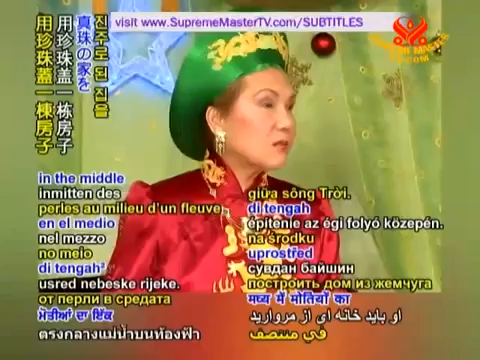 visit www.SupremeMasterTV.com/SUBTITLES
SUPREME MASTER
TV.COM
진주로 된 집을
真珠の家を
用珍珠盖一栋房子
用珍珠蓋一棟房子
in the middle
inmitten des
perles au milieu d'un fleuve
en el medio
nel mezzo
no meio
di tengah²
usred nebeske rijeke.
от перли в средата
ਮੋਤੀਆਂ ਦਾ ਇੱਕ
ตรงกลางแม่น้ำบนท้องฟ้า
giữa sông Trời.
di tengah
építenie az égi folyó közepén.
na środku
uprostřed
сувдан байшин
построить дом из жемчуга
मध्य में मोतियों का
او باید خانه ای از مروارید
في منتصف